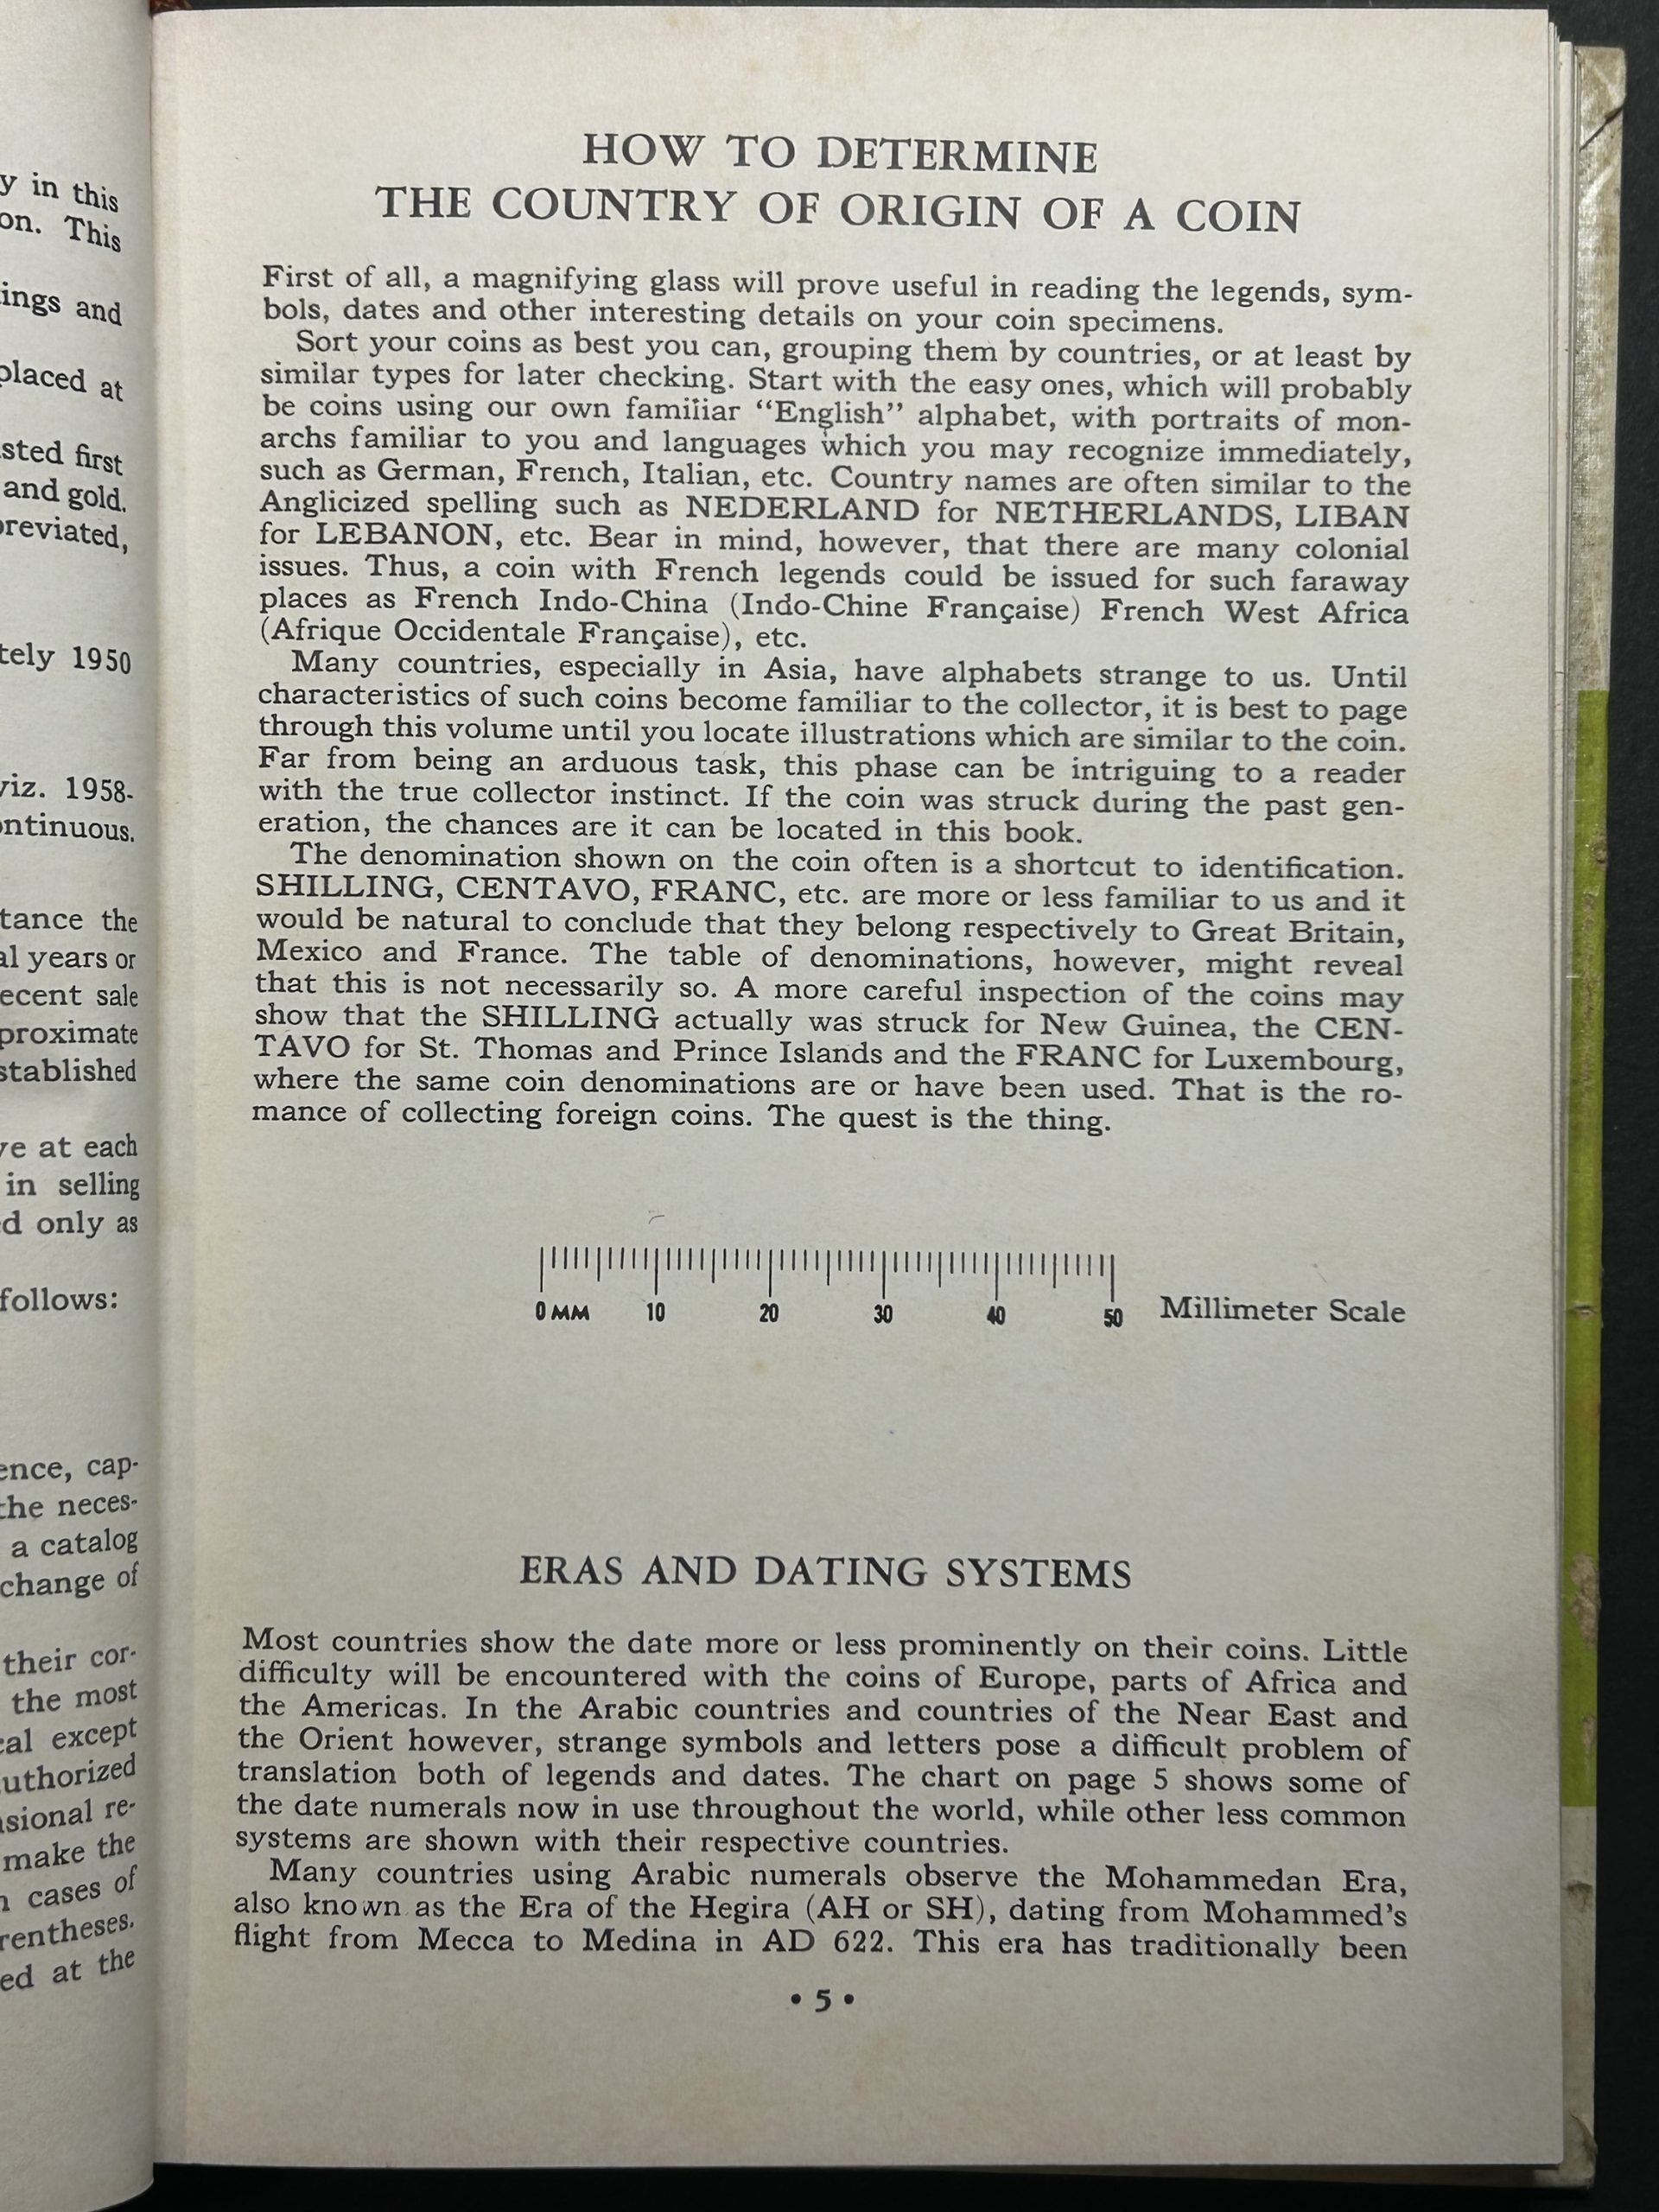 y in this
on. This
ings and
placed at
sted first
and gold.
breviated,
tely 1950
viz. 1958-
ontinuous.
tance the
al years or
ecent sale
proximate
stablished
ve at each
in selling
d only as
follows:
ence, cap-
the neces-
a catalog
change of
their cor-
the most
cal except
uthorized
asional re-
make the
n cases of
rentheses.
ed at the
HOW TO DETERMINE
THE COUNTRY OF ORIGIN OF A COIN
First of all, a magnifying glass will prove useful in reading the legends, sym-
bols, dates and other interesting details on your coin specimens.
Sort your coins as best you can, grouping them by countries, or at least by
similar types for later checking. Start with the easy ones, which will probably
be coins using our own familiar “English” alphabet, with portraits of mon-
archs familiar to you and languages which you may recognize immediately,
such as German, French, Italian, etc. Country names are often similar to the
Anglicized spelling such as NEDERLAND for NETHERLANDS, LIBAN
for LEBANON, etc. Bear in mind, however, that there are many colonial
issues. Thus, a coin with French legends could be issued for such faraway
places as French Indo-China (Indo-Chine Française) French West Africa
(Afrique Occidentale Française), etc.
Many countries, especially in Asia, have alphabets strange to us. Until
characteristics of such coins become familiar to the collector, it is best to page
through this volume until you locate illustrations which are similar to the coin.
Far from being an arduous task, this phase can be intriguing to a reader
with the true collector instinct. If the coin was struck during the past gen-
eration, the chances are it can be located in this book.
The denomination shown on the coin often is a shortcut to identification.
SHILLING, CENTAVO, FRANC, etc. are more or less familiar to us and it
would be natural to conclude that they belong respectively to Great Britain,
Mexico and France. The table of denominations, however, might reveal
that this is not necessarily so. A more careful inspection of the coins may
show that the SHILLING actually was struck for New Guinea, the CEN-
TAVO for St. Thomas and Prince Islands and the FRANC for Luxembourg,
where the same coin denominations are or have been used. That is the ro-
mance of collecting foreign coins. The quest is the thing.
0 MM 10 20 30 40 50 Millimeter Scale
ERAS AND DATING SYSTEMS
Most countries show the date more or less prominently on their coins. Little
difficulty will be encountered with the coins of Europe, parts of Africa and
the Americas. In the Arabic countries and countries of the Near East and
the Orient however, strange symbols and letters pose a difficult problem of
translation both of legends and dates. The chart on page 5 shows some of
the date numerals now in use throughout the world, while other less common
systems are shown with their respective countries.
Many countries using Arabic numerals observe the Mohammedan Era,
also known as the Era of the Hegira (AH or SH), dating from Mohammed’s
flight from Mecca to Medina in AD 622. This era has traditionally been
• 5 •